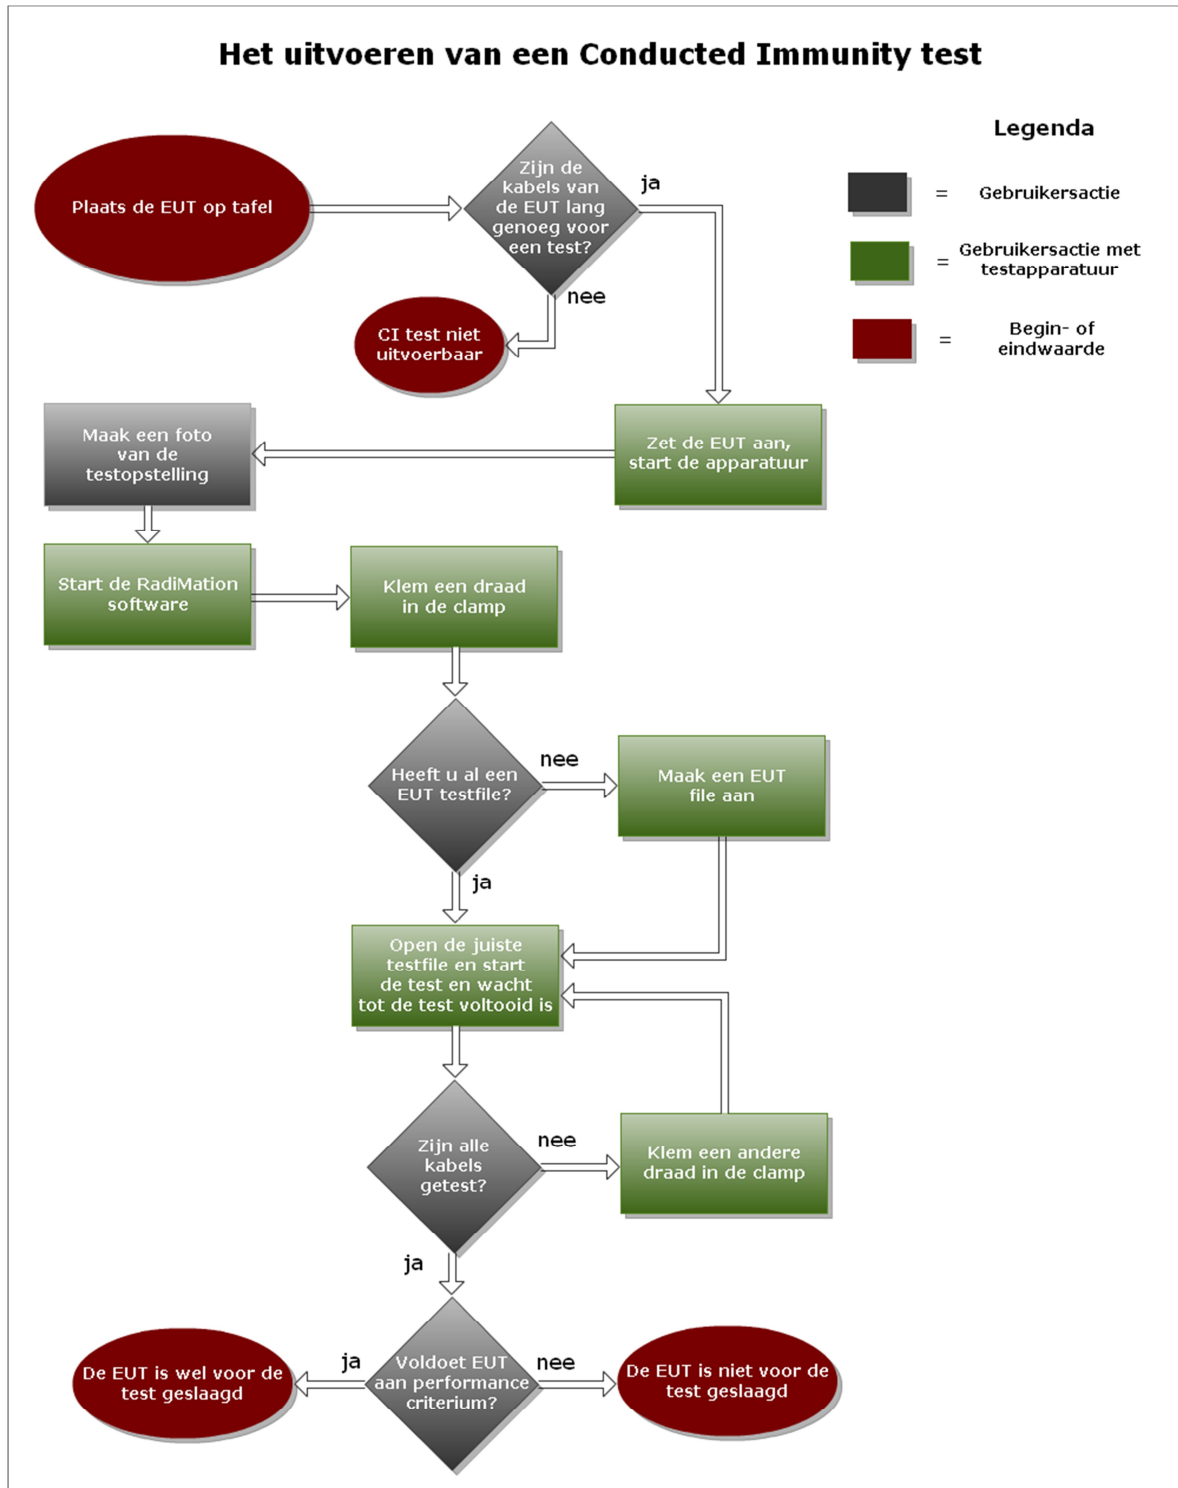 Het uitvoeren van een Conducted Immunity test
Legenda
=
Gebruikersactie
=
Gebruikersactie met
testapparatuur
=
Begin- of
eindwaarde
Plaats de EUT op tafel
Zijn de
kabels van
de EUT lang
genoeg voor
een test?
ja
nee
CI test niet
uitvoerbaar
Zet de EUT aan,
start de apparatuur
Maak een foto
van de
testopstelling
Start de RadiMation
software
Klem een draad
in de clamp
Heeft u al een
EUT testfile?
nee
Maak een EUT
file aan
ja
Open de juiste
testfile en start
de test en wacht
tot de test voltooid is
Zijn alle
kabels
getest?
nee
Klem een andere
draad in de clamp
ja
Voldoet EUT
aan performance
criterium?
ja
De EUT is wel voor de
test geslaagd
nee
De EUT is niet voor de
test geslaagd